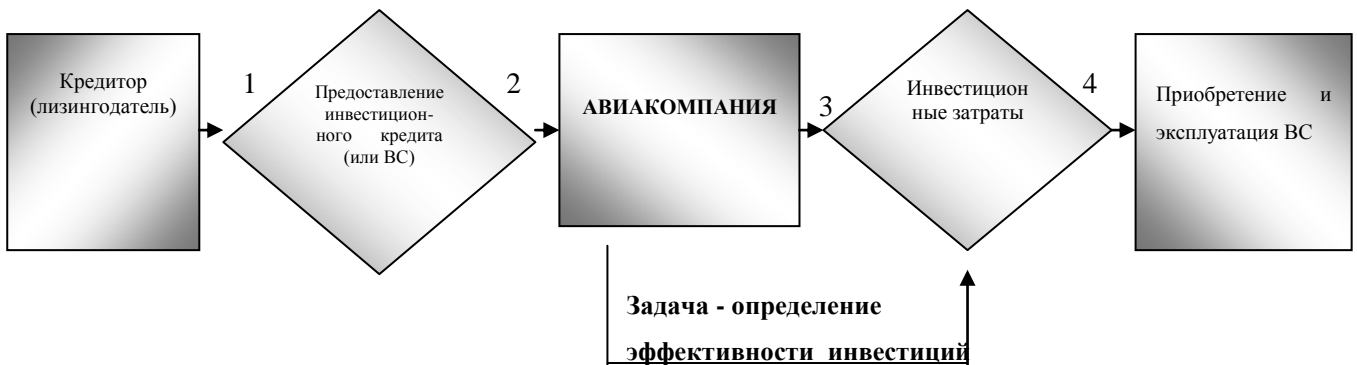 Кредитор
(лизингодатель)
1
Предоставление
инвестицион-
ного кредита
(или ВС)
2
АВИАКОМПАНИЯ
3
Инвестицион
ные затраты
4
Приобретение и
эксплуатация ВС
Задача - определение
эффективности инвестиций